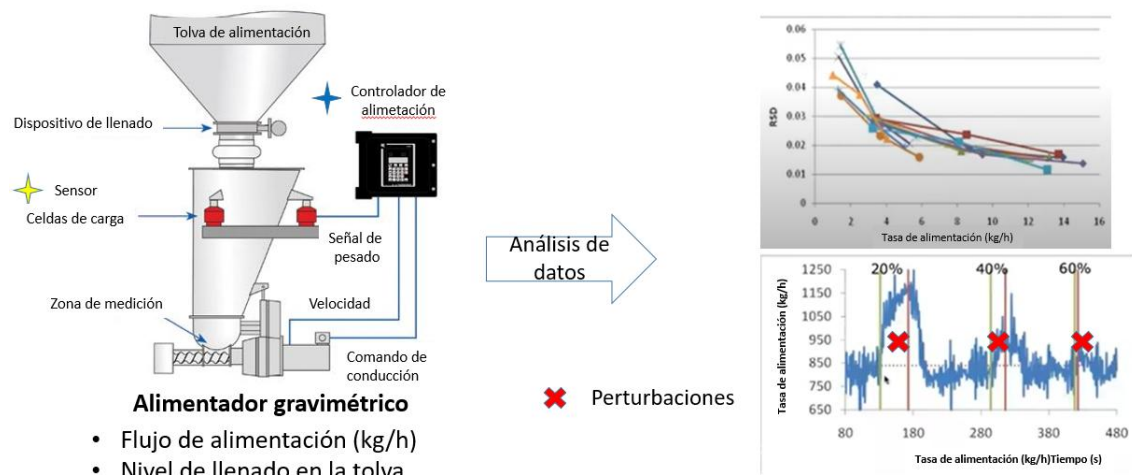 Tolva de alimentación
Controlador de
alimetación
Dispositivo de llenado
Sensor
Celdas de carga
Señal de
pesado
Zona de medición
Velocidad
Comando de
conducción
Alimentador gravimétrico
• Flujo de alimentación (kg/h)
• Nivel de llenado en la tolva
Análisis de
datos
Perturbaciones
0.06
0.05
0.04
0.03
0.02
0.01
0
RSD
0 2 4 6 8 10 12 14 16
Tasa de alimentación (kg/h)
20% 40% 60%
1250
1150
1050
950
850
750
650
Tasa de alimentación (kg/h)
80 180 280 380 480
Tasa de alimentación (kg/h)Tiempo (s)